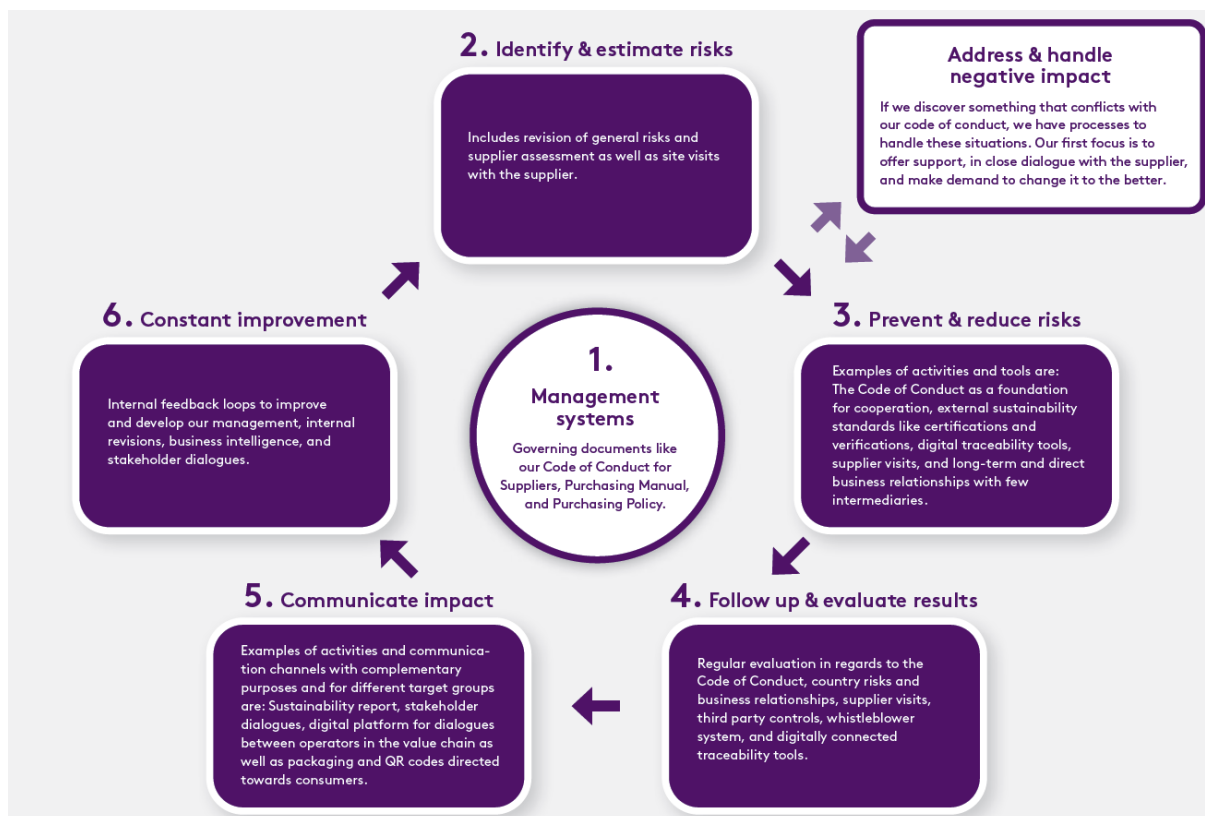 2. Identify & estimate risks
Includes revision of general risks and
supplier assessment as well as site visits
with the supplier.
Address & handle
negative impact
If we discover something that conflicts with
our code of conduct, we have processes to
handle these situations. Our first focus is to
offer support, in close dialogue with the supplier,
and make demand to change it to the better.
6. Constant improvement
Internal feedback loops to improve
and develop our management, internal
revisions, business intelligence, and
stakeholder dialogues.
1.
Management
systems
Governing documents like
our Code of Conduct for
Suppliers, Purchasing Manual,
and Purchasing Policy.
3. Prevent & reduce risks
Examples of activities and tools are:
The Code of Conduct as a foundation
for cooperation, external sustainability
standards like certifications and
verifications, digital traceability tools,
supplier visits, and long-term and direct
business relationships with few
intermediaries.
5. Communicate impact
Examples of activities and communica-
tion channels with complementary
purposes and for different target groups
are: Sustainability report, stakeholder
dialogues, digital platform for dialogues
between operators in the value chain as
well as packaging and QR codes directed
towards consumers.
4. Follow up & evaluate results
Regular evaluation in regards to the
Code of Conduct, country risks and
business relationships, supplier visits,
third party controls, whistleblower
system, and digitally connected
traceability tools.